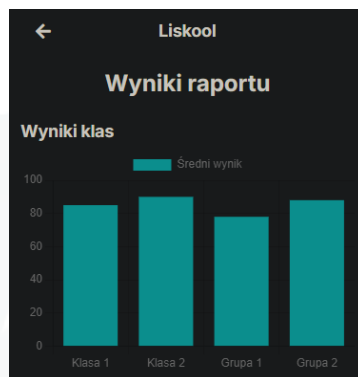 Liskool
Wyniki raportu
Wyniki klas
Średni wynik
100
80
60
40
20
0
Klasa 1 Klasa 2 Grupa 1 Grupa 2